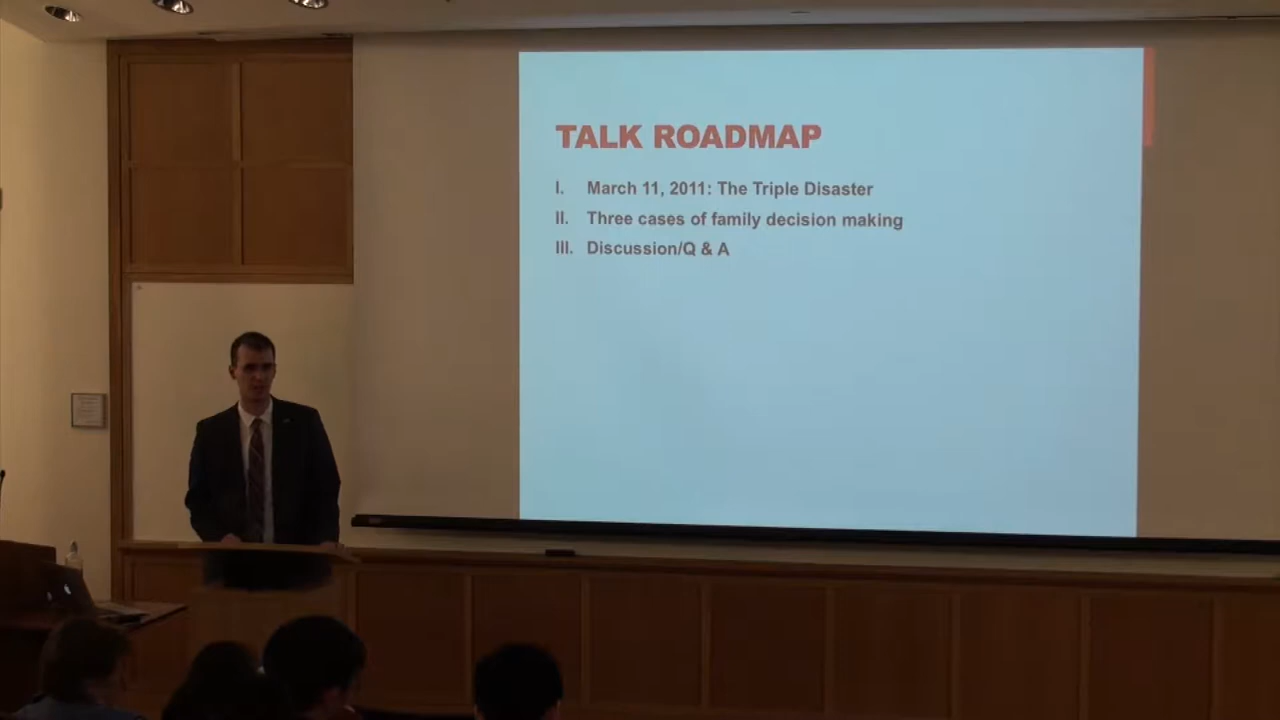 TALK ROADMAP
I. March 11, 2011: The Triple Disaster
II. Three cases of family decision making
III. Discussion/Q & A